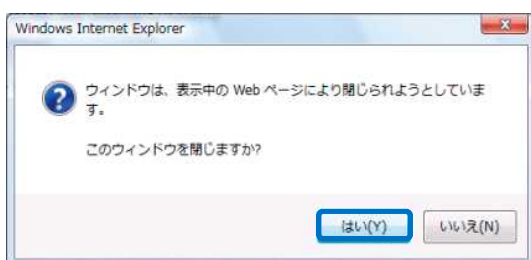 Windows Internet Explorer
ウィンドウは、表示中の Web ページにより閉じられようとしていま
す。
このウィンドウを閉じますか?
はい(Y)
いいえ(N)